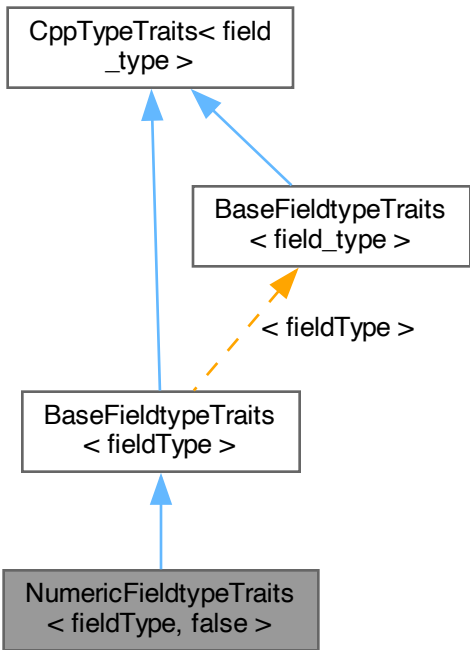 CppTypeTraits< field
_type >
BaseFieldtypeTraits
< field_type >
< fieldType >
BaseFieldtypeTraits
< fieldType >
NumericFieldtypeTraits
< fieldType, false >